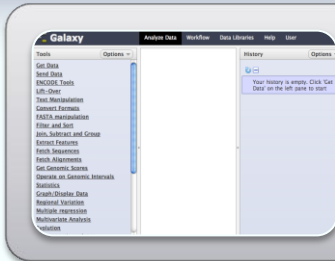 Galaxy
Analyze Data Workflow Data Libraries Help User
Tools Options
Get Data
Send Data
ENCODE Tools
Lift-Over
Text Manipulation
Convert Formats
FASTA manipulation
Filter and Sort
Join, Subtract and Group
Extract Features
Fetch Sequences
Fetch Alignments
Get Genomic Scores
Operate on Genomic Intervals
Statistics
Graph/Display Data
Regional Variation
Multiple regression
Multivariate Analysis
Evolution
History Options
Your history is empty. Click 'Get
Data' on the left pane to start